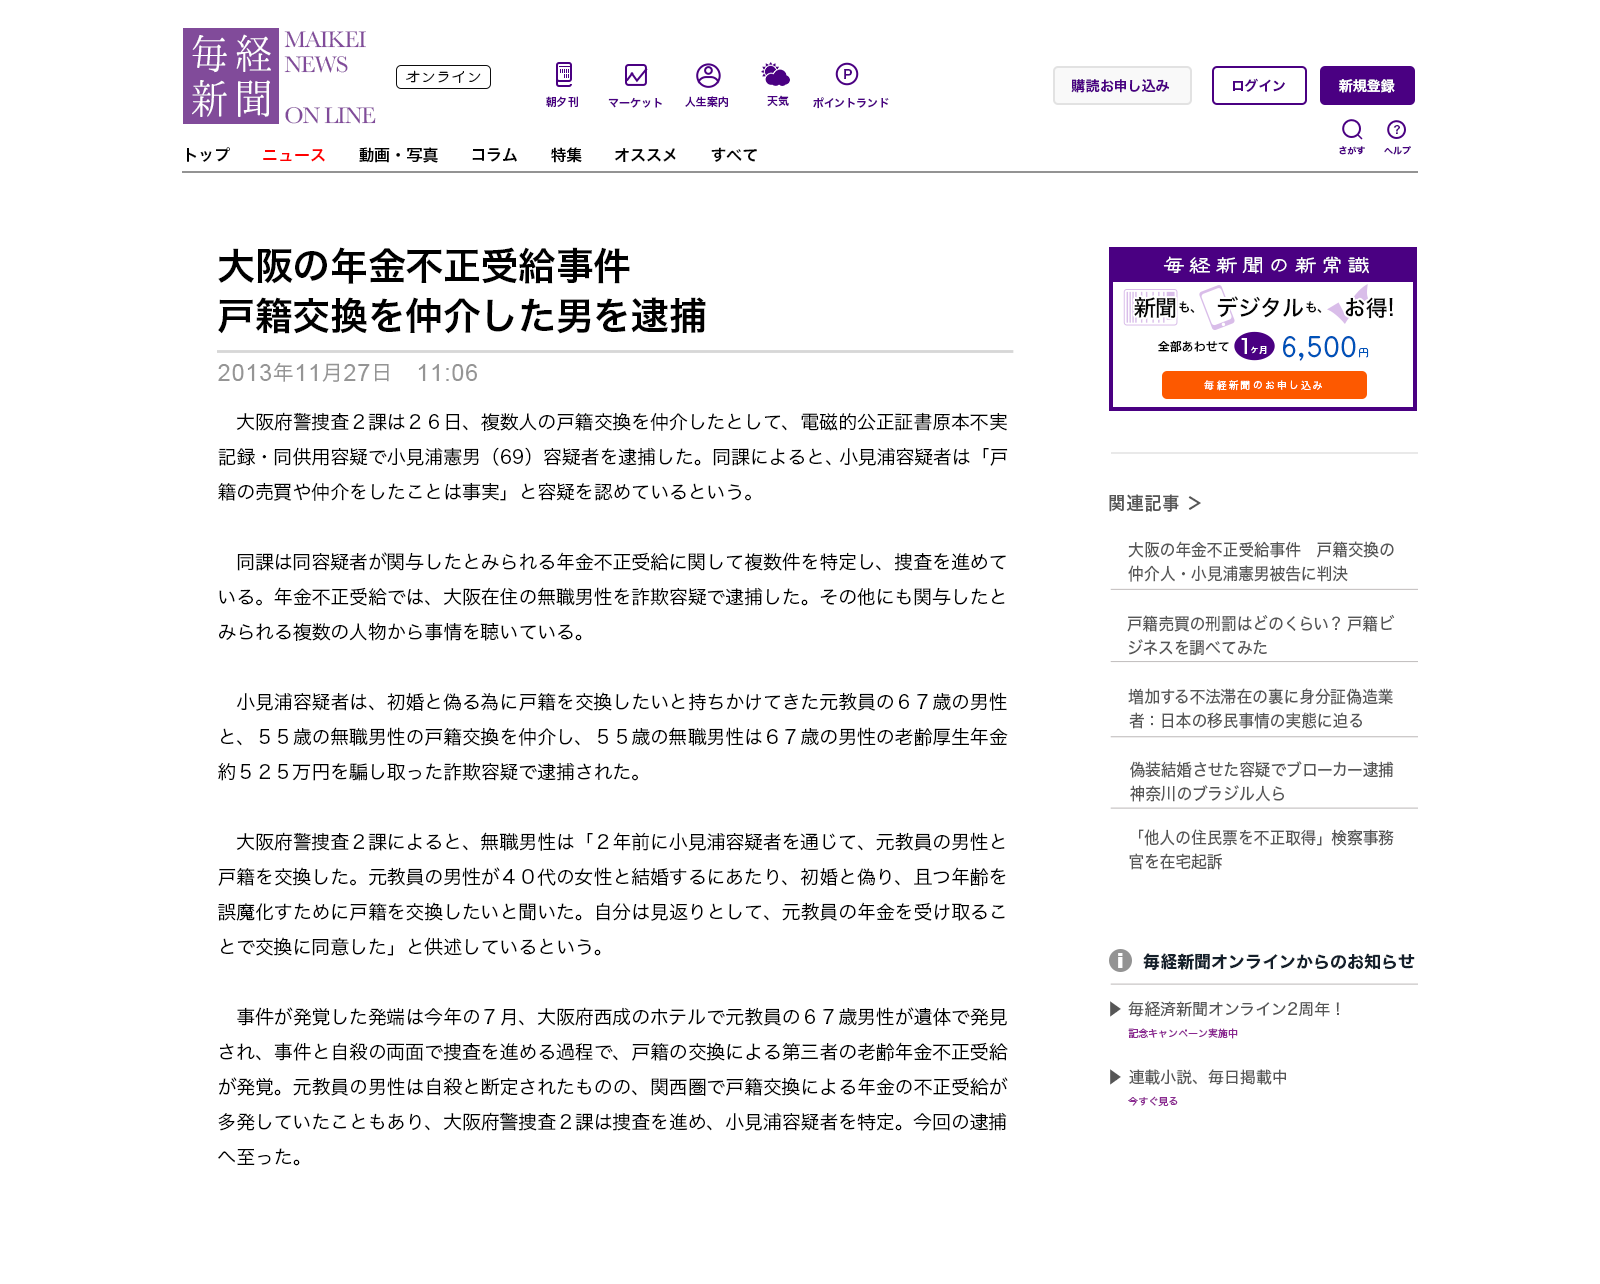 毎経
新聞
MAIKEI
NEWS
ON LINE
オンライン
朝夕刊
マーケット
人生案内
天気
ポイントランド
購読お申し込み
ログイン
新規登録
さがす
ヘルプ
トップ
ニュース
動画・写真
コラム
特集
オススメ
すべて
大阪の年金不正受給事件
戸籍交換を仲介した男を逮捕
2013年11月27日　11:06
大阪府警捜査２課は２６日、複数人の戸籍交換を仲介したとして、電磁的公正証書原本不実
記録・同供用容疑で小見浦憲男（69）容疑者を逮捕した。同課によると、小見浦容疑者は「戸
籍の売買や仲介をしたことは事実」と容疑を認めているという。
同課は同容疑者が関与したとみられる年金不正受給に関して複数件を特定し、捜査を進めて
いる。年金不正受給では、大阪在住の無職男性を詐欺容疑で逮捕した。その他にも関与したと
みられる複数の人物から事情を聴いている。
小見浦容疑者は、初婚と偽る為に戸籍を交換したいと持ちかけてきた元教員の６７歳の男性
と、５５歳の無職男性の戸籍交換を仲介し、５５歳の無職男性は６７歳の男性の老齢厚生年金
約５２５万円を騙し取った詐欺容疑で逮捕された。
大阪府警捜査２課によると、無職男性は「２年前に小見浦容疑者を通じて、元教員の男性と
戸籍を交換した。元教員の男性が４０代の女性と結婚するにあたり、初婚と偽り、且つ年齢を
誤魔化すために戸籍を交換したいと聞いた。自分は見返りとして、元教員の年金を受け取るこ
とで交換に同意した」と供述しているという。
事件が発覚した発端は今年の７月、大阪府西成のホテルで元教員の６７歳男性が遺体で発見
され、事件と自殺の両面で捜査を進める過程で、戸籍の交換による第三者の老齢年金不正受給
が発覚。元教員の男性は自殺と断定されたものの、関西圏で戸籍交換による年金の不正受給が
多発していたこともあり、大阪府警捜査２課は捜査を進め、小見浦容疑者を特定。今回の逮捕
へ至った。
毎経新聞の新常識
新聞も、デジタルも、お得!
全部あわせて 1ヶ月 6,500円
毎経新聞のお申し込み
関連記事 ＞
大阪の年金不正受給事件　戸籍交換の
仲介人・小見浦憲男被告に判決
戸籍売買の刑罰はどのくらい？戸籍ビ
ジネスを調べてみた
増加する不法滞在の裏に身分証偽造業
者：日本の移民事情の実態に迫る
偽装結婚させた容疑でブローカー逮捕
神奈川のブラジル人ら
「他人の住民票を不正取得」検察事務
官を在宅起訴
毎経新聞オンラインからのお知らせ
▶ 毎経済新聞オンライン2周年！
記念キャンペーン実施中
▶ 連載小説、毎日掲載中
今すぐ見る